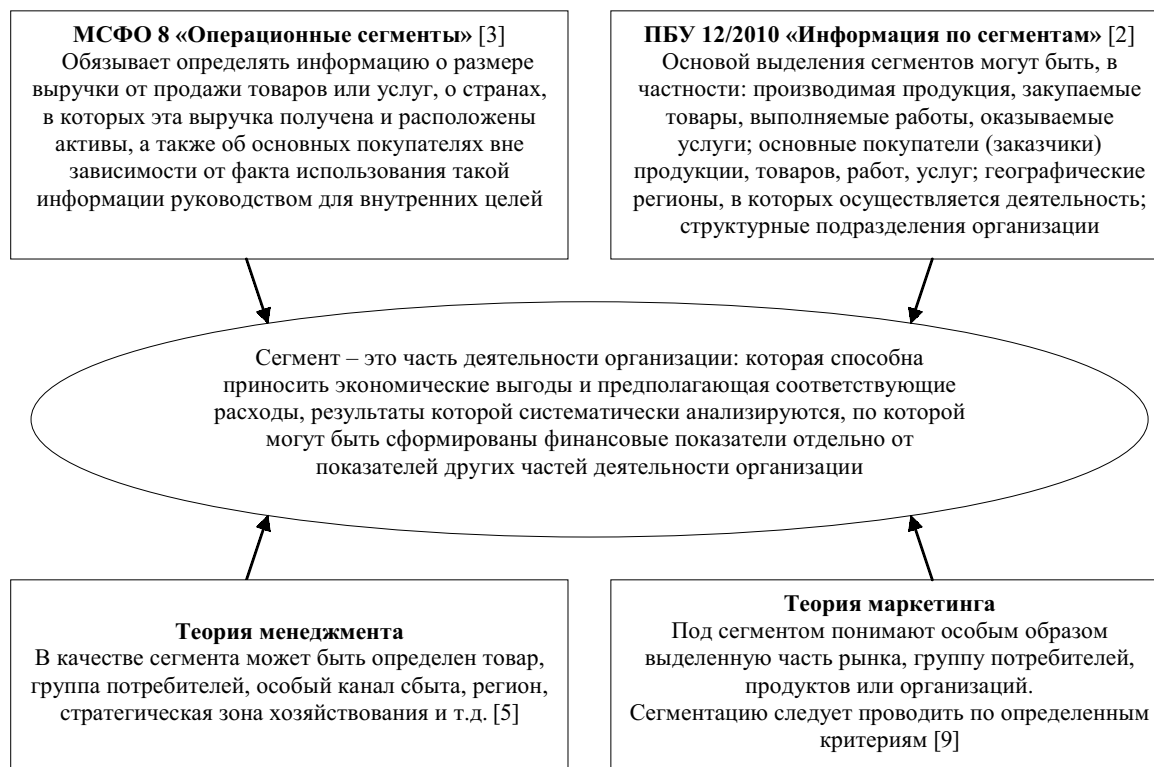 МСФО 8 «Операционные сегменты» [3]
Обязывает определять информацию о размере
выручки от продажи товаров или услуг, о странах,
в которых эта выручка получена и расположены
активы, а также об основных покупателях вне
зависимости от факта использования такой
информации руководством для внутренних целей
ПБУ 12/2010 «Информация по сегментам» [2]
Основой выделения сегментов могут быть, в
частности: производимая продукция, закупаемые
товары, выполняемые работы, оказываемые
услуги; основные покупатели (заказчики)
продукции, товаров, работ, услуг; географические
регионы, в которых осуществляется деятельность;
структурные подразделения организации
Сегмент – это часть деятельности организации: которая способна
приносить экономические выгоды и предполагающая соответствующие
расходы, результаты которой систематически анализируются, по которой
могут быть сформированы финансовые показатели отдельно от
показателей других частей деятельности организации
Теория менеджмента
В качестве сегмента может быть определен товар,
группа потребителей, особый канал сбыта, регион,
стратегическая зона хозяйствования и т.д. [5]
Теория маркетинга
Под сегментом понимают особым образом
выделенную часть рынка, группу потребителей,
продуктов или организаций.
Сегментацию следует проводить по определенным
критериям [9]